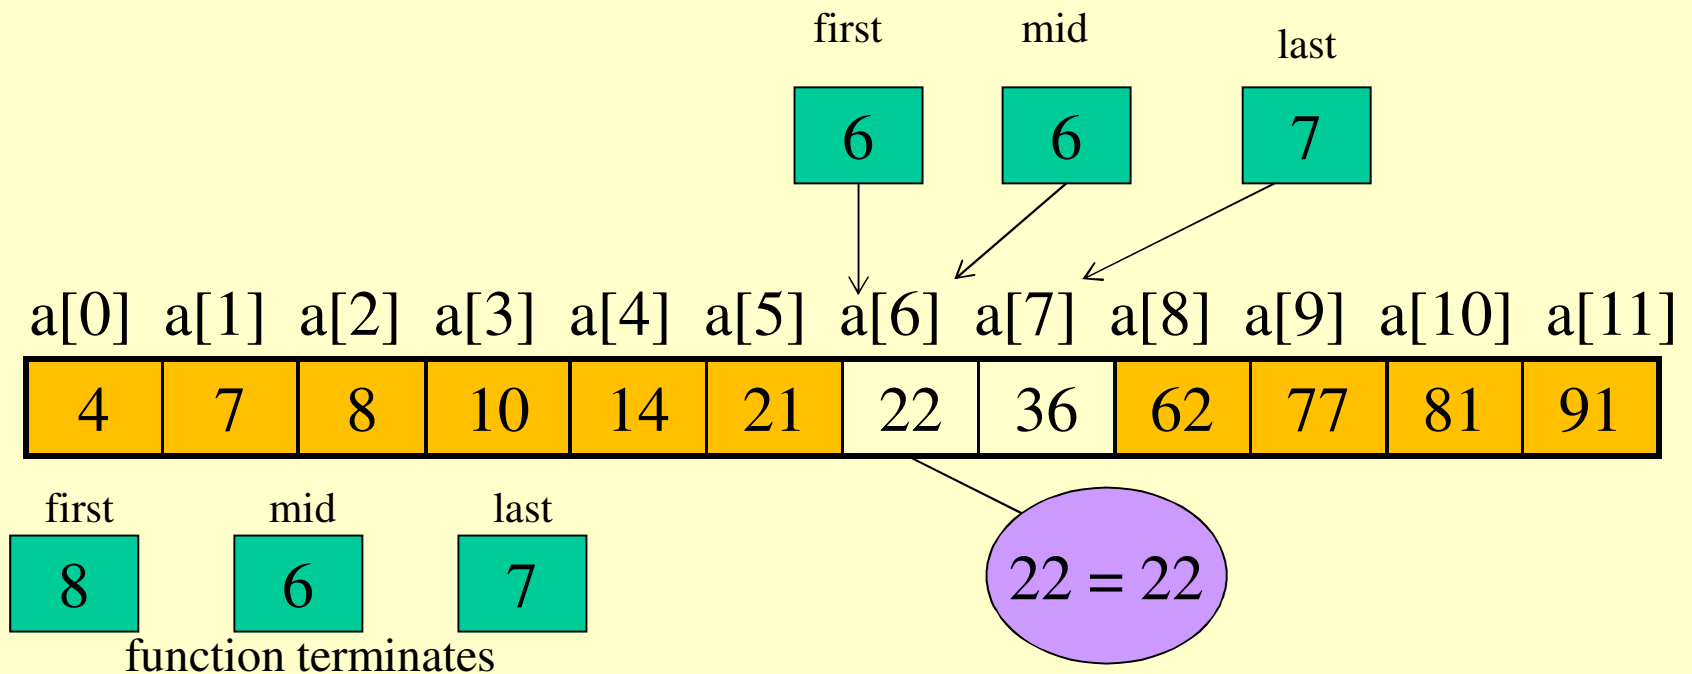 first mid last
6 6 7
a[0] a[1] a[2] a[3] a[4] a[5] a[6] a[7] a[8] a[9] a[10] a[11]
4 7 8 10 14 21 22 36 62 77 81 91
first mid last
8 6 7
22 = 22
function terminates